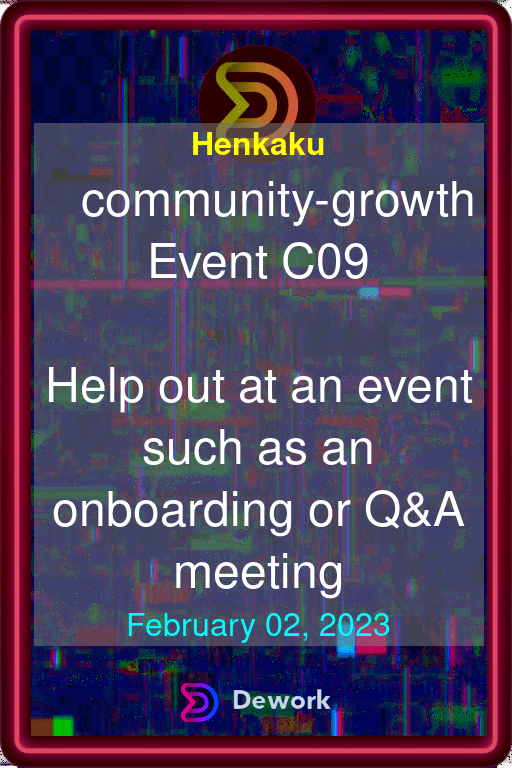 Henkaku
community-growth
Event C09
Help out at an event
such as an
onboarding or Q&A
meeting
February 02, 2023
Dework